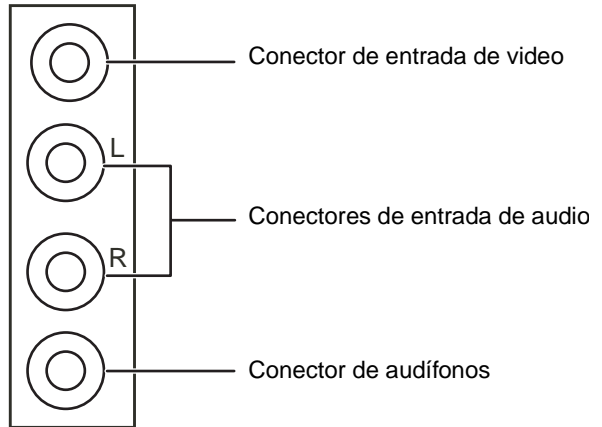 Conector de entrada de video
L
Conectores de entrada de audio
R
Conector de audífonos